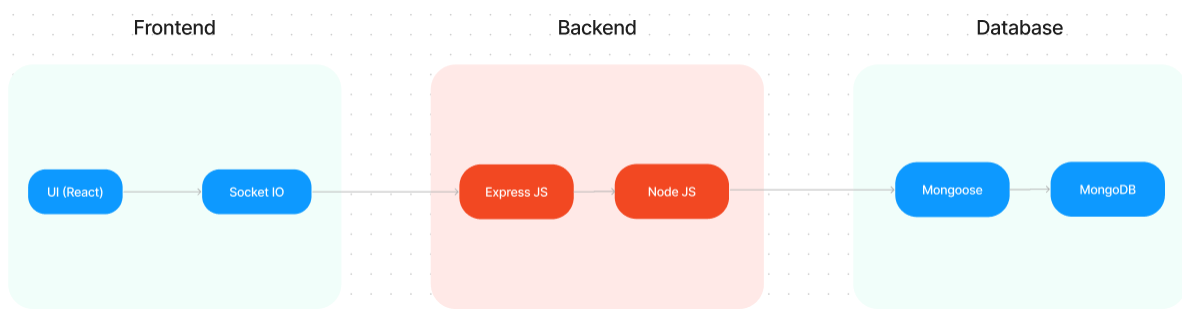 Frontend
Backend
Database
UI (React)
Socket IO
Express JS
Node JS
Mongoose
MongoDB